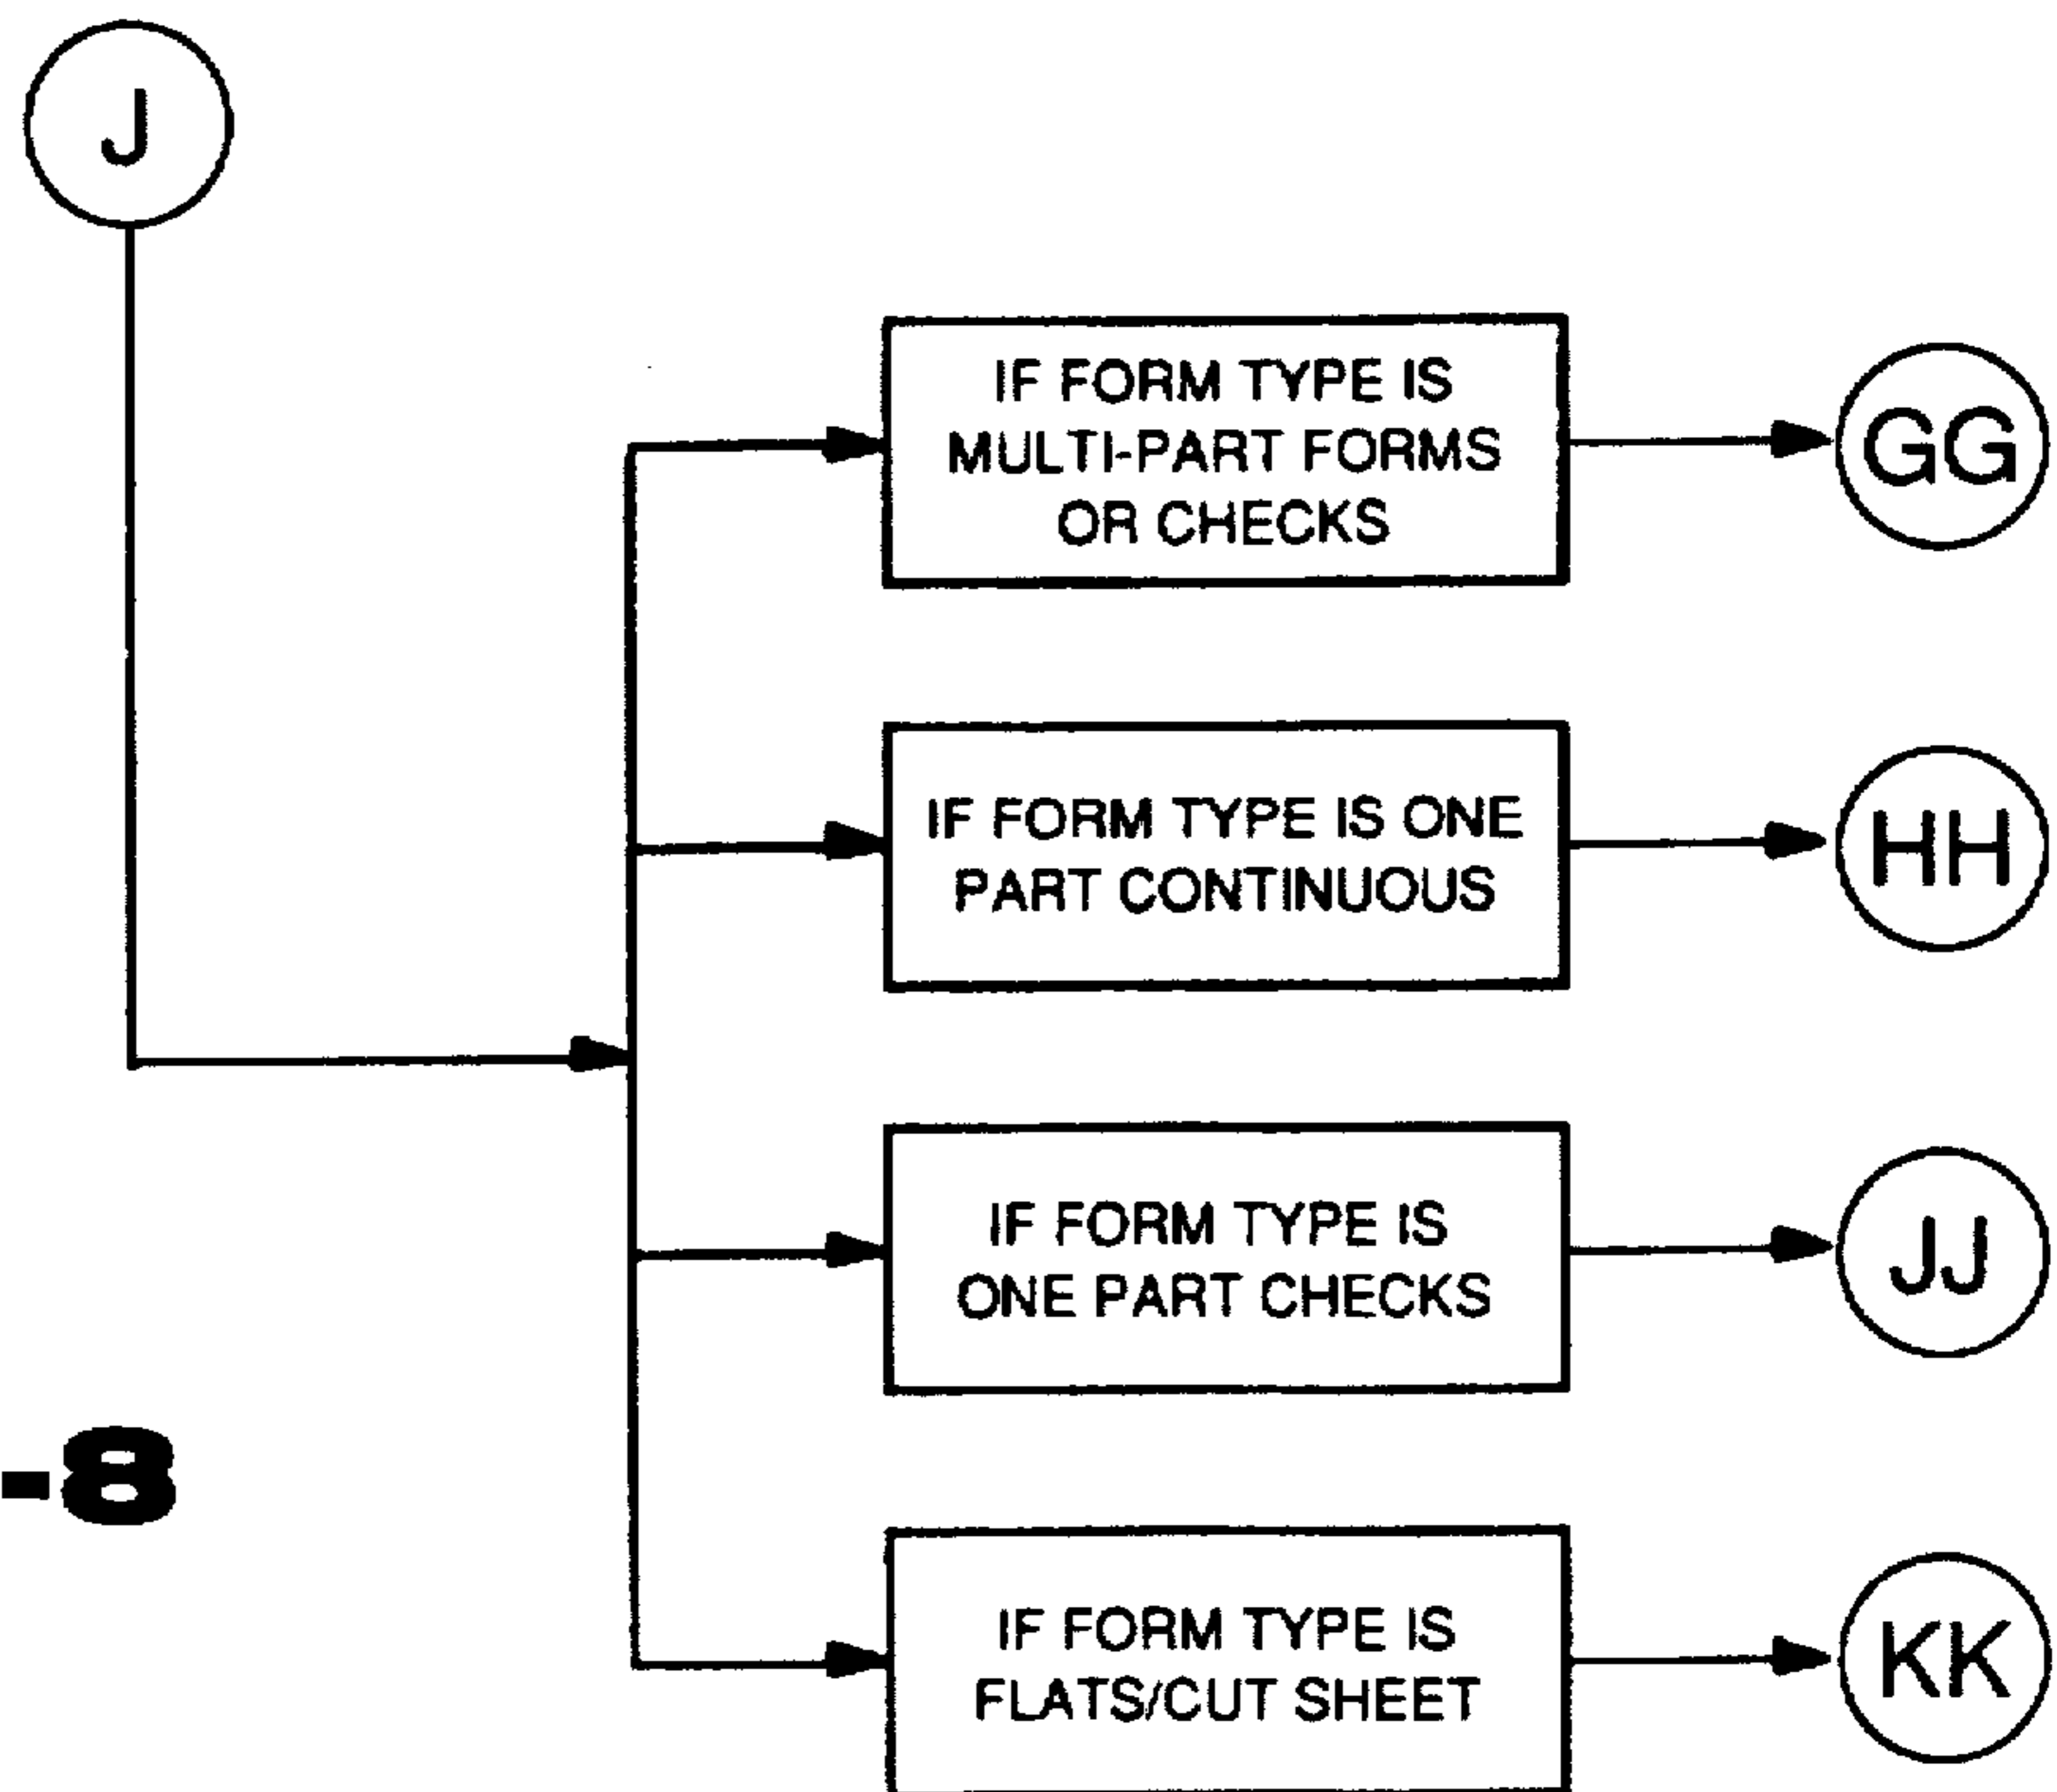 J
IF FORM TYPE IS
MULTI-PART FORMS
OR CHECKS
GG
IF FORM TYPE IS ONE
PART CONTINUOUS
HH
IF FORM TYPE IS
ONE PART CHECKS
JJ
-8
IF FORM TYPE IS
FLATS/CUT SHEET
KK